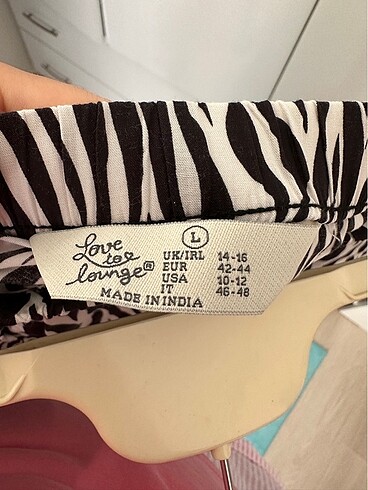 Love
to
lounge®
L
UK/IRL 14-16
EUR 42-44
USA 10-12
IT 46-48
MADE IN INDIA